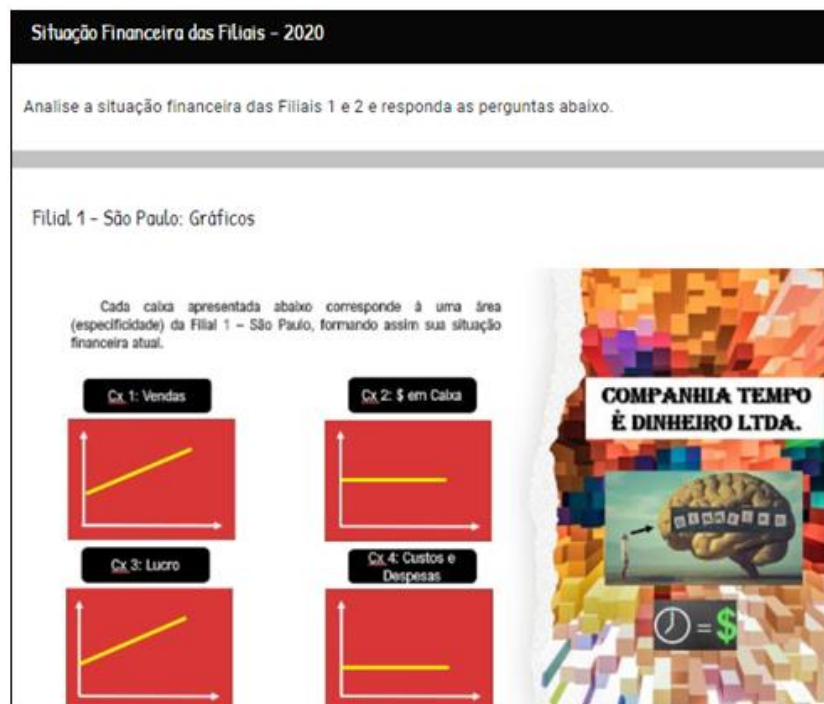 Situação Financeira das Filiais - 2020
Analise a situação financeira das Filiais 1 e 2 e responda as perguntas abaixo.
Filial 1 - São Paulo: Gráficos
Cada caixa apresentada abaixo corresponde à uma área
(especificidade) da Filial 1 – São Paulo, formando assim sua situação
financeira atual.
Cx 1: Vendas
Cx 2: $ em Caixa
COMPANHIA TEMPO
É DINHEIRO LTDA.
DINHEIRO
Cx 3: Lucro
Cx 4: Custos e
Despesas
= $